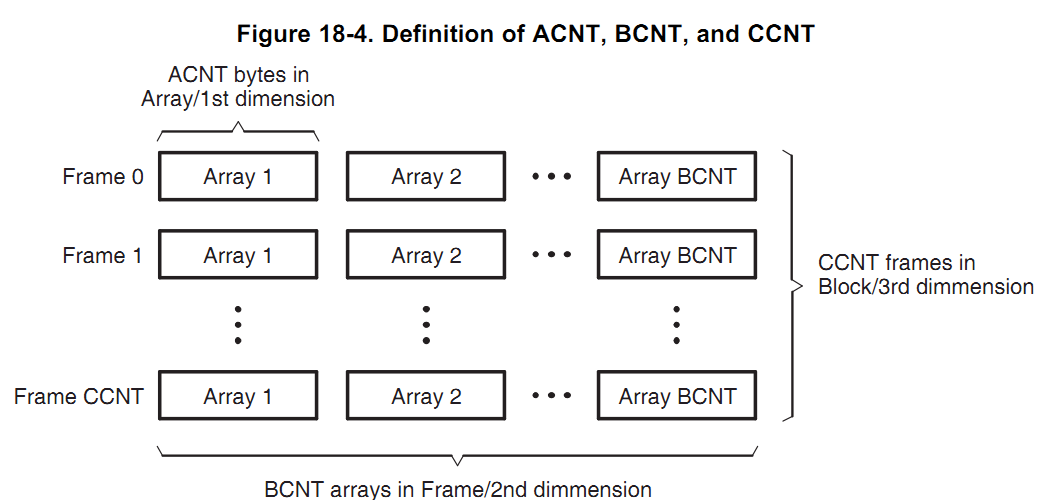 Figure 18-4. Definition of ACNT, BCNT, and CCNT
ACNT bytes in
Array/1st dimension
Frame 0 Array 1 Array 2 • • • Array BCNT
Frame 1 Array 1 Array 2 • • • Array BCNT
CCNT frames in
Block/3rd dimmension
Frame CCNT Array 1 Array 2 • • • Array BCNT
BCNT arrays in Frame/2nd dimmension